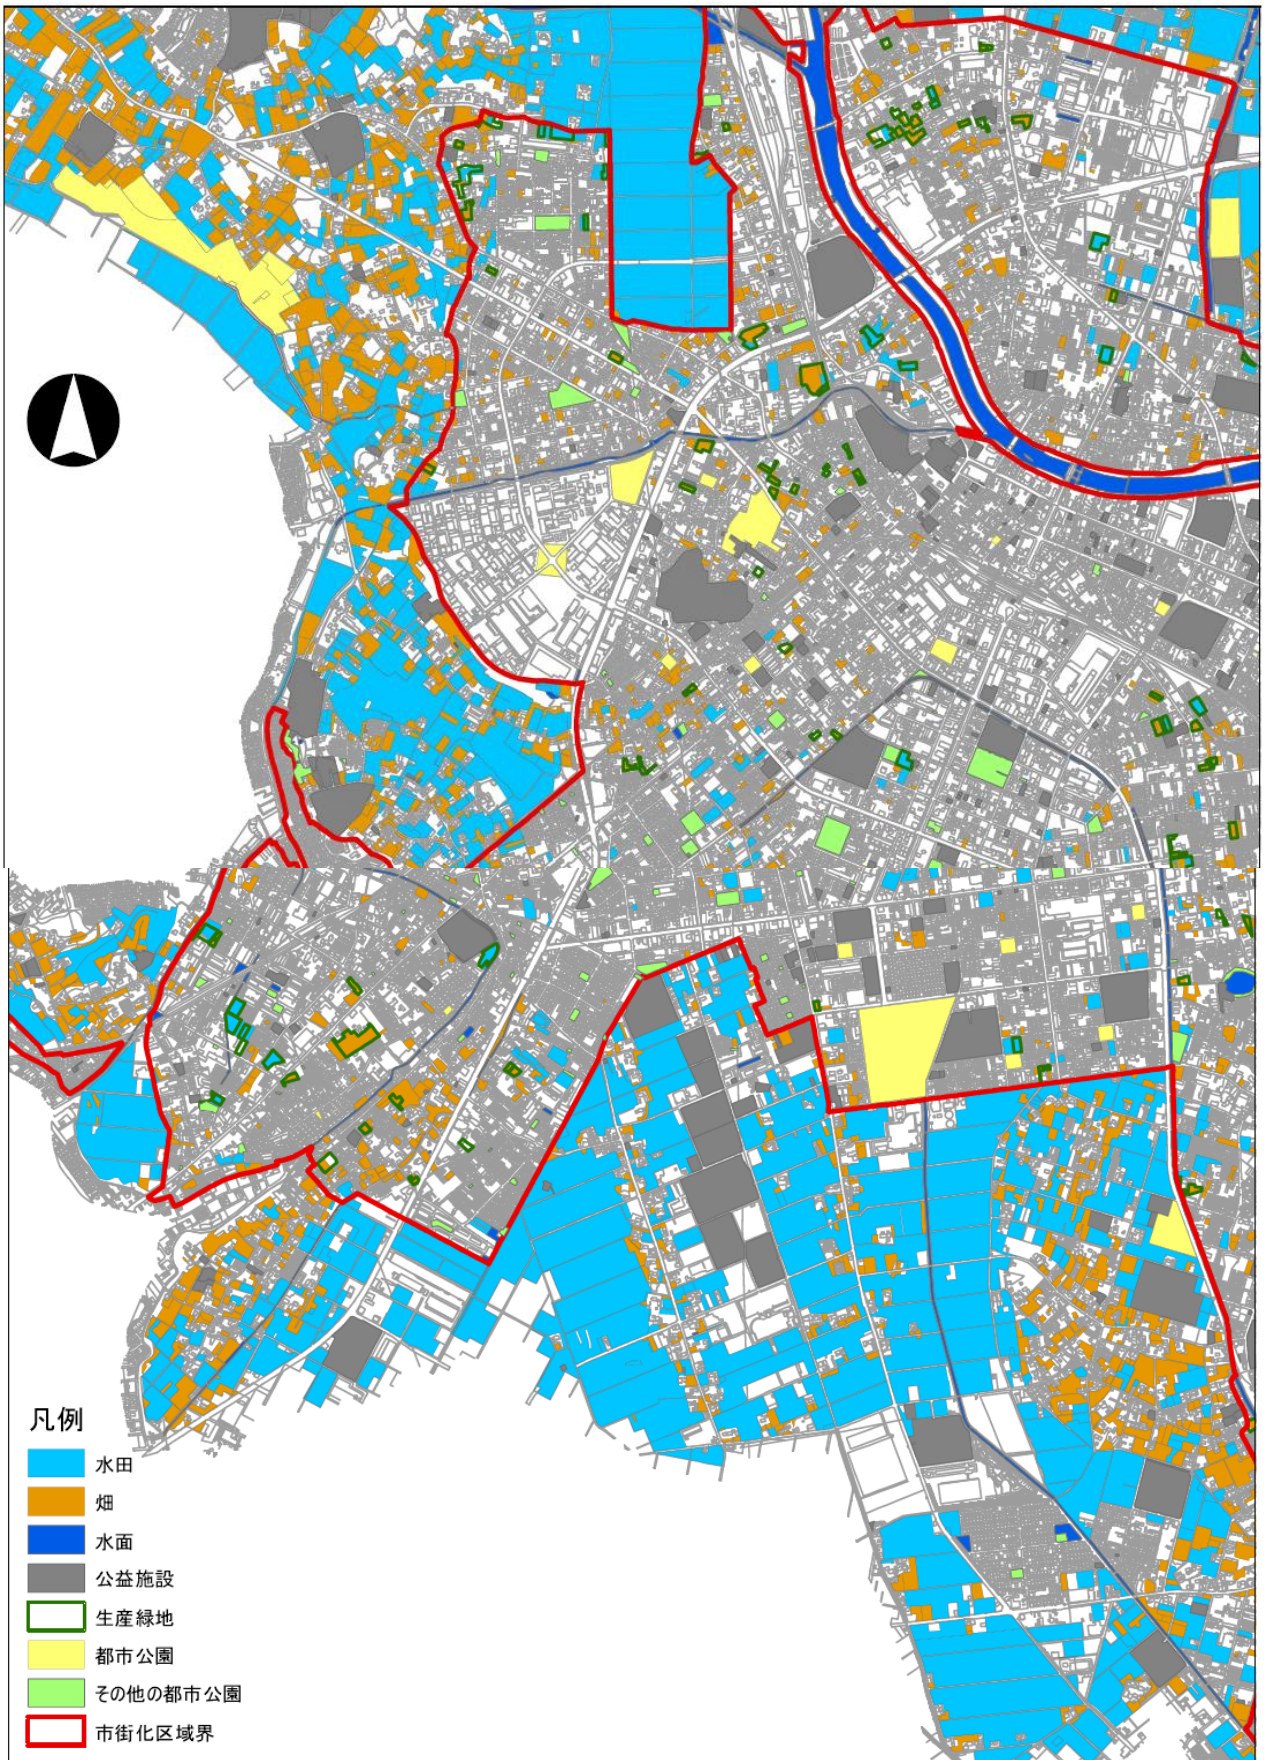 凡例
水田
畑
水面
公益施設
生産緑地
都市公園
その他の都市公園
市街化区域界